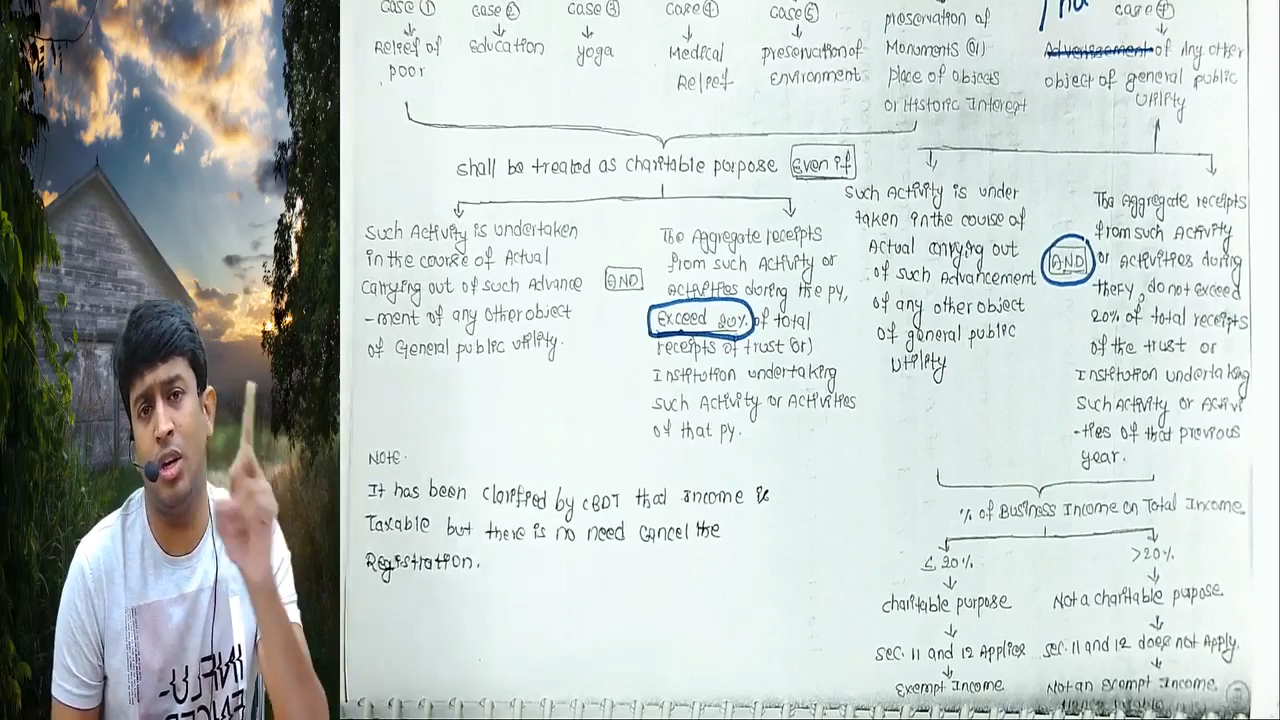 case ①
Relief of
poor
case ②
Education
case ③
yoga
case ④
Medical
Relief
case ⑤
preservation of
Environment
preservation of
Monuments (or)
place of objects
or Historic Interest
case
of any other
object of general public
utility
shall be treated as charitable purpose Even if
Such Activity is undertaken
in the course of Actual
Carrying out of such Advance
-ment of any other object
of General public utility.
AND
The Aggregate receipts
from such Activity or
Activities during the py,
Exceed 20% of total
receipts of trust (or)
Institution undertaking
such Activity or Activities
of that py.
Such Activity is under
taken in the course of
Actual carrying out
of such Advancement
of any other object
of general public
utility
AND
The Aggregate receipts
from such Activity
or Activities during
the py, do not exceed
20% of total receipts
of the trust or
Institution undertaking
such Activity or Activi
-ties of that previous
year.
Note.
It has been clarified by CBDT that income is
Taxable but there is no need cancel the
Registration.
% of Business Income on Total Income
≤ 20%
charitable purpose
Sec. 11 and 12 Applies
Exempt Income
>20%
Not a charitable pupose
Sec. 11 and 12 does not Apply.
Not an Exempt Income